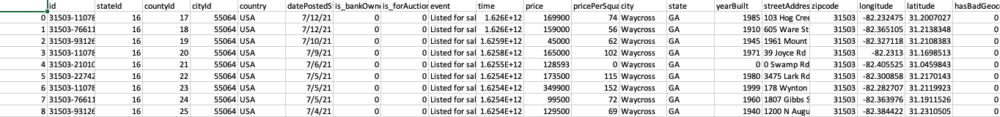 id stateId countyId cityId country datePostedSt is_bankOwne is_forAuction event time price pricePerSqua city state yearBuilt streetAddres zipcode longitude latitude hasBadGeoc
0 31503-11078 16 17 55064 USA 7/12/21 0 0 Listed for sal 1.626E+12 169900 74 Waycross GA 1985 103 Hog Cree 31503 -82.232475 31.2007027 0
1 31503-76611 16 18 55064 USA 7/12/21 0 0 Listed for sal 1.626E+12 159000 56 Waycross GA 1910 605 Ware St 31503 -82.365105 31.2138348 0
2 31503-93126 16 19 55064 USA 7/10/21 0 0 Listed for sal 1.6259E+12 45000 62 Waycross GA 1945 1961 Mount 31503 -82.327118 31.2108383 0
3 31503-11078 16 20 55064 USA 7/9/21 0 0 Listed for sal 1.6258E+12 165000 102 Waycross GA 1971 39 Joyce Rd 31503 -82.2313 31.1698513 0
4 31503-21010 16 21 55064 USA 7/6/21 0 0 Listed for sal 1.6255E+12 128593 0 Waycross GA 0 0 Swamp Rd 31503 -82.405525 31.0459843 0
5 31503-22742 16 22 55064 USA 7/5/21 0 0 Listed for sal 1.6254E+12 173500 115 Waycross GA 1980 3475 Lark Rd 31503 -82.300858 31.2170143 0
6 31503-11078 16 23 55064 USA 7/5/21 0 0 Listed for sal 1.6254E+12 349900 152 Waycross GA 1999 178 Wynton 31503 -82.282707 31.2119923 0
7 31503-76611 16 24 55064 USA 7/5/21 0 0 Listed for sal 1.6254E+12 99500 72 Waycross GA 1960 1807 Gibbs S 31503 -82.363976 31.1911526 0
8 31503-93126 16 25 55064 USA 7/4/21 0 0 Listed for sal 1.6254E+12 129500 69 Waycross GA 1940 1200 N Augu 31503 -82.384422 31.2310505 0